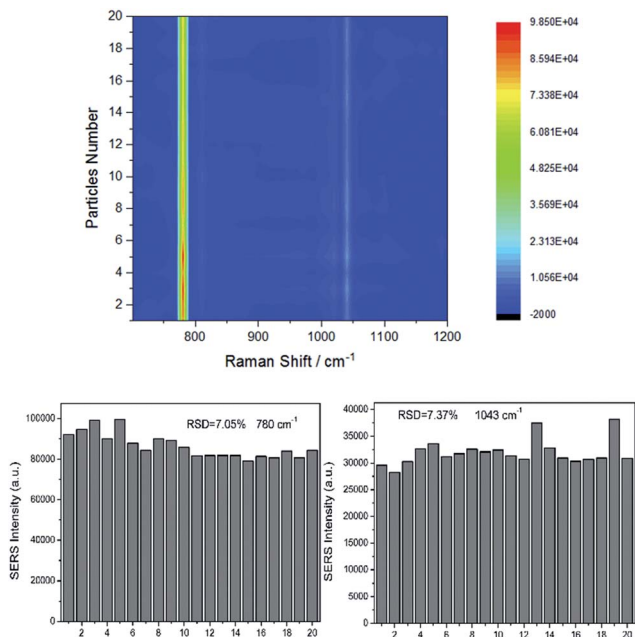 20
18
16
14
12
10
8
6
4
2
Particles Number
800
900
1000
1100
1200
Raman Shift / cm⁻¹
9.850E+04
8.594E+04
7.338E+04
6.081E+04
4.825E+04
3.569E+04
2.313E+04
1.056E+04
-2000
100000
80000
60000
40000
20000
0
SERS Intensity (a.u.)
RSD=7.05% 780 cm⁻¹
2 4 6 8 10 12 14 16 18 20
40000
35000
30000
25000
20000
15000
10000
5000
0
SERS Intensity (a.u.)
RSD=7.37% 1043 cm⁻¹
2 4 6 8 10 12 14 16 18 20